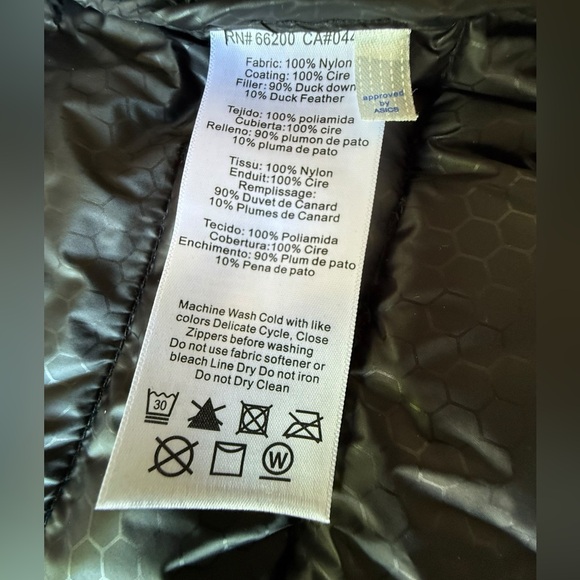 RN# 66200 CA#044
Fabric: 100% Nylon
Coating: 100% Cire
Filler: 90% Duck down
10% Duck Feather
approved
by
ASICS
Tejido: 100% poliamida
Cubierta:100% cire
Relleno: 90% plumon de pato
10% pluma de pato
Tissu: 100% Nylon
Enduit: 100% Cire
Remplissage:
90% Duvet de Canard
10% Plumes de Canard
Tecido: 100% Poliamida
Cobertura:100% Cire
Enchimento: 90% Plum de pato
10% Pena de pato
Machine Wash Cold with like
colors Delicate Cycle, Close
Zippers before washing
Do not use fabric softener or
bleach Line Dry Do not iron
Do not Dry Clean
30
W